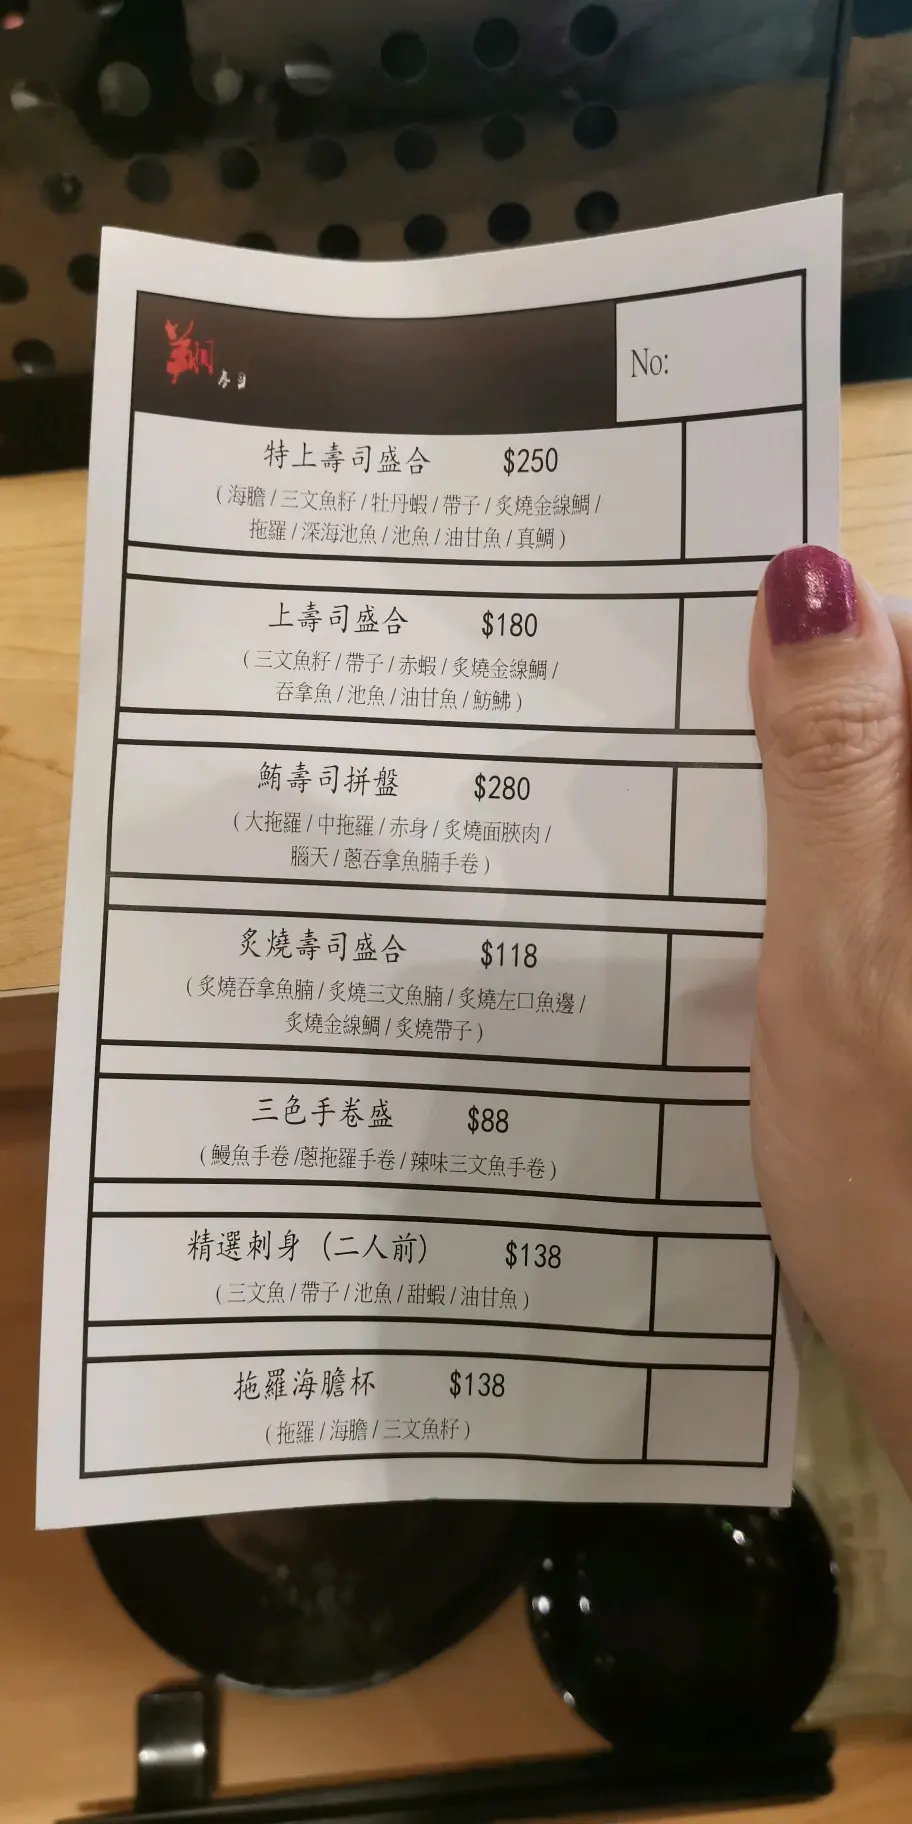 翔壽司
No:
特上壽司盛合 $250
( 海膽 / 三文魚籽 / 牡丹蝦 / 帶子 / 炙燒金線鯛 /
拖羅 / 深海池魚 / 池魚 / 油甘魚 / 真鯛 )
上壽司盛合 $180
( 三文魚籽 / 帶子 / 赤蝦 / 炙燒金線鯛 /
吞拿魚 / 池魚 / 油甘魚 / 魴鮄 )
鮪壽司拼盤 $280
( 大拖羅 / 中拖羅 / 赤身 / 炙燒面脥肉 /
腦天 / 蔥吞拿魚腩手卷 )
炙燒壽司盛合 $118
( 炙燒吞拿魚腩 / 炙燒三文魚腩 / 炙燒左口魚邊 /
炙燒金線鯛 / 炙燒帶子 )
三色手卷盛 $88
( 鰻魚手卷 /蔥拖羅手卷 / 辣味三文魚手卷 )
精選刺身 (二人前) $138
( 三文魚 / 帶子 / 池魚 / 甜蝦 / 油甘魚 )
拖羅海膽杯 $138
( 拖羅 / 海膽 / 三文魚籽 )